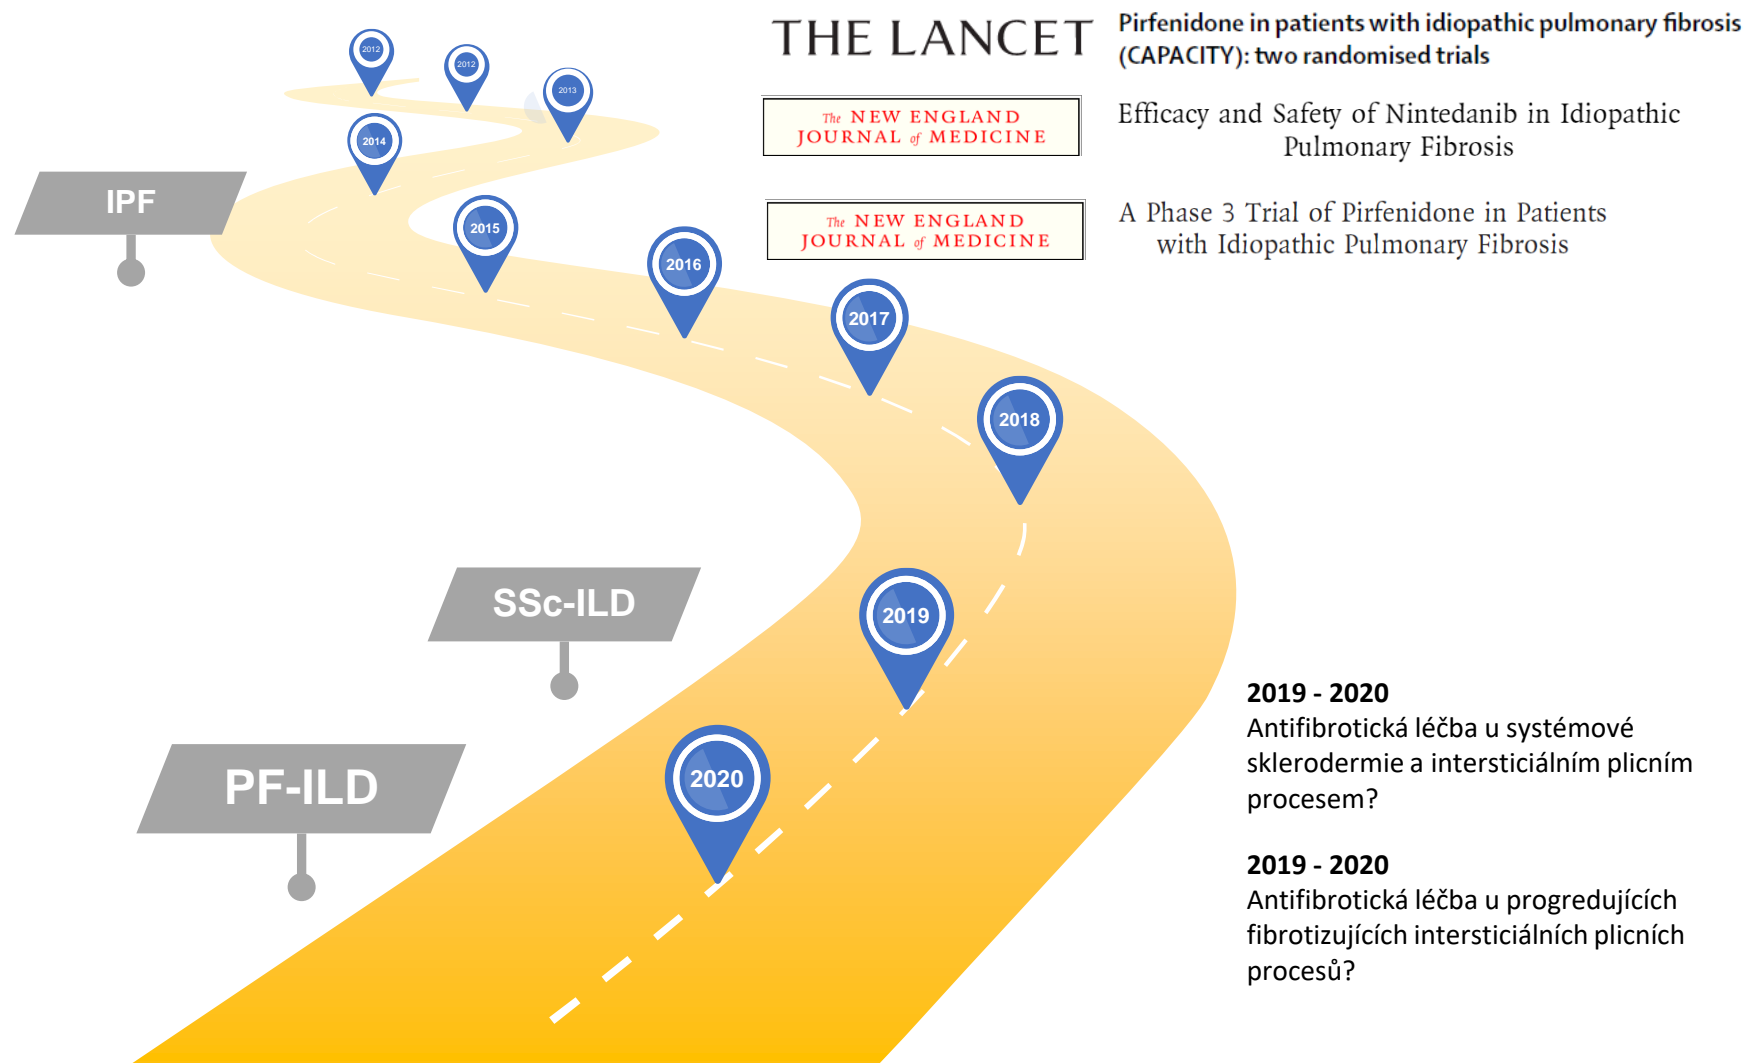 THE LANCET
Pirfenidone in patients with idiopathic pulmonary fibrosis
(CAPACITY): two randomised trials
The NEW ENGLAND
JOURNAL of MEDICINE
Efficacy and Safety of Nintedanib in Idiopathic
Pulmonary Fibrosis
The NEW ENGLAND
JOURNAL of MEDICINE
A Phase 3 Trial of Pirfenidone in Patients
with Idiopathic Pulmonary Fibrosis
2012
2012
2013
2014
IPF
2015
2016
2017
2018
SSc-ILD
2019
PF-ILD
2020
2019 - 2020
Antifibrotická léčba u systémové
sklerodermie a intersticiálním plicním
procesem?
2019 - 2020
Antifibrotická léčba u progredujících
fibrotizujících intersticiálních plicních
procesů?